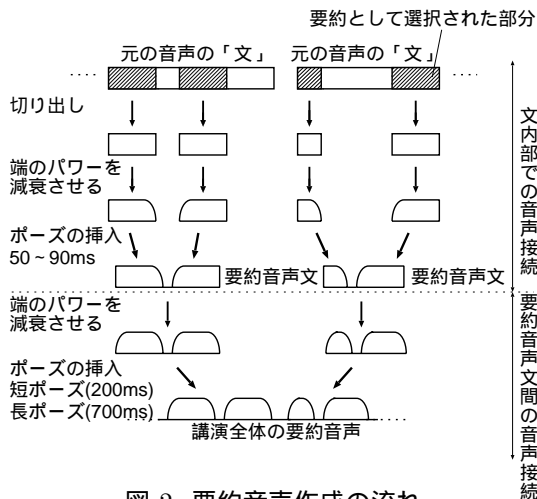 要約として選択された部分
元の音声の「文」 元の音声の「文」
切り出し
端のパワーを
減衰させる
ポーズの挿入
50~90ms
要約音声文 要約音声文
文内部での音声接続
端のパワーを
減衰させる
ポーズの挿入
短ポーズ(200ms)
長ポーズ(700ms)
講演全体の要約音声
要約音声文間の音声接続
図 2 要約音声作成の流れ